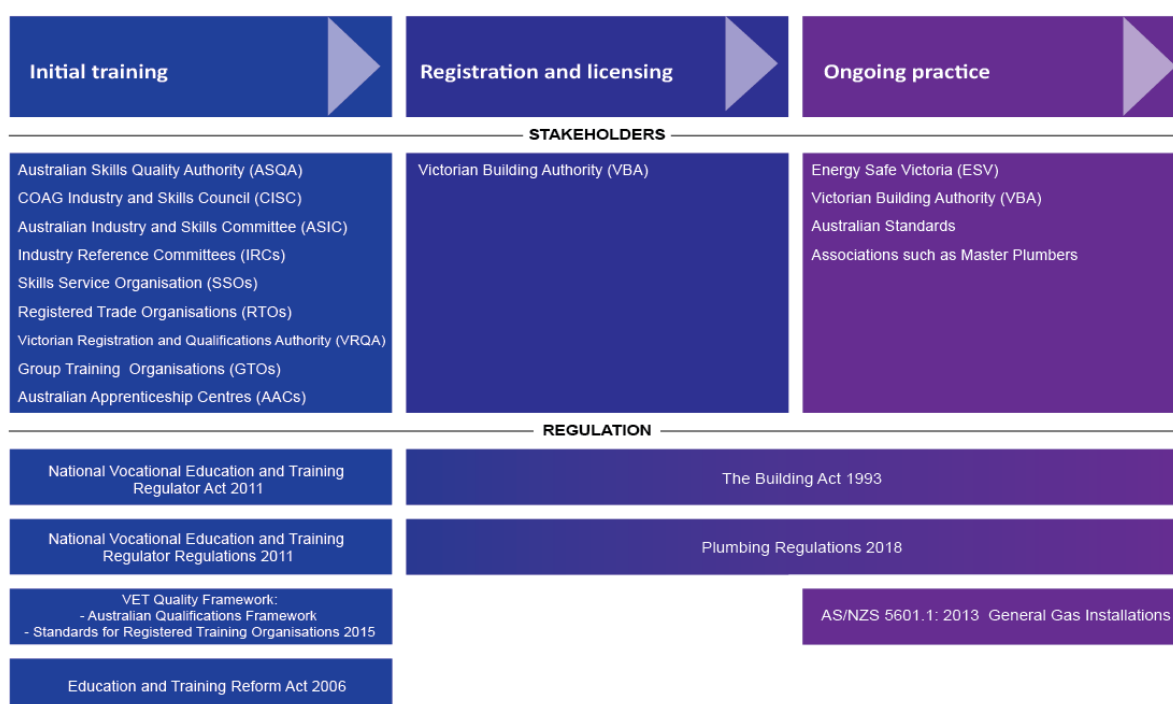 Initial training
Registration and licensing
Ongoing practice
STAKEHOLDERS
Australian Skills Quality Authority (ASQA)
COAG Industry and Skills Council (CISC)
Australian Industry and Skills Committee (ASIC)
Industry Reference Committees (IRCs)
Skills Service Organisation (SSOs)
Registered Trade Organisations (RTOs)
Victorian Registration and Qualifications Authority (VRQA)
Group Training  Organisations (GTOs)
Australian Apprenticeship Centres (AACs)
Victorian Building Authority (VBA)
Energy Safe Victoria (ESV)
Victorian Building Authority (VBA)
Australian Standards
Associations such as Master Plumbers
REGULATION
National Vocational Education and Training
Regulator Act 2011
The Building Act 1993
National Vocational Education and Training
Regulator Regulations 2011
Plumbing Regulations 2018
VET Quality Framework:
- Australian Qualifications Framework
- Standards for Registered Training Organisations 2015
AS/NZS 5601.1: 2013  General Gas Installations
Education and Training Reform Act 2006